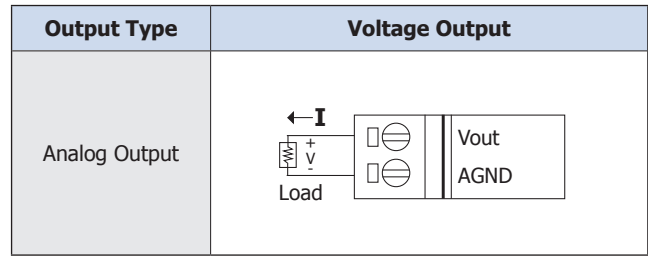 Output Type
Voltage Output
Analog Output
I
+
V
-
Load
Vout
AGND